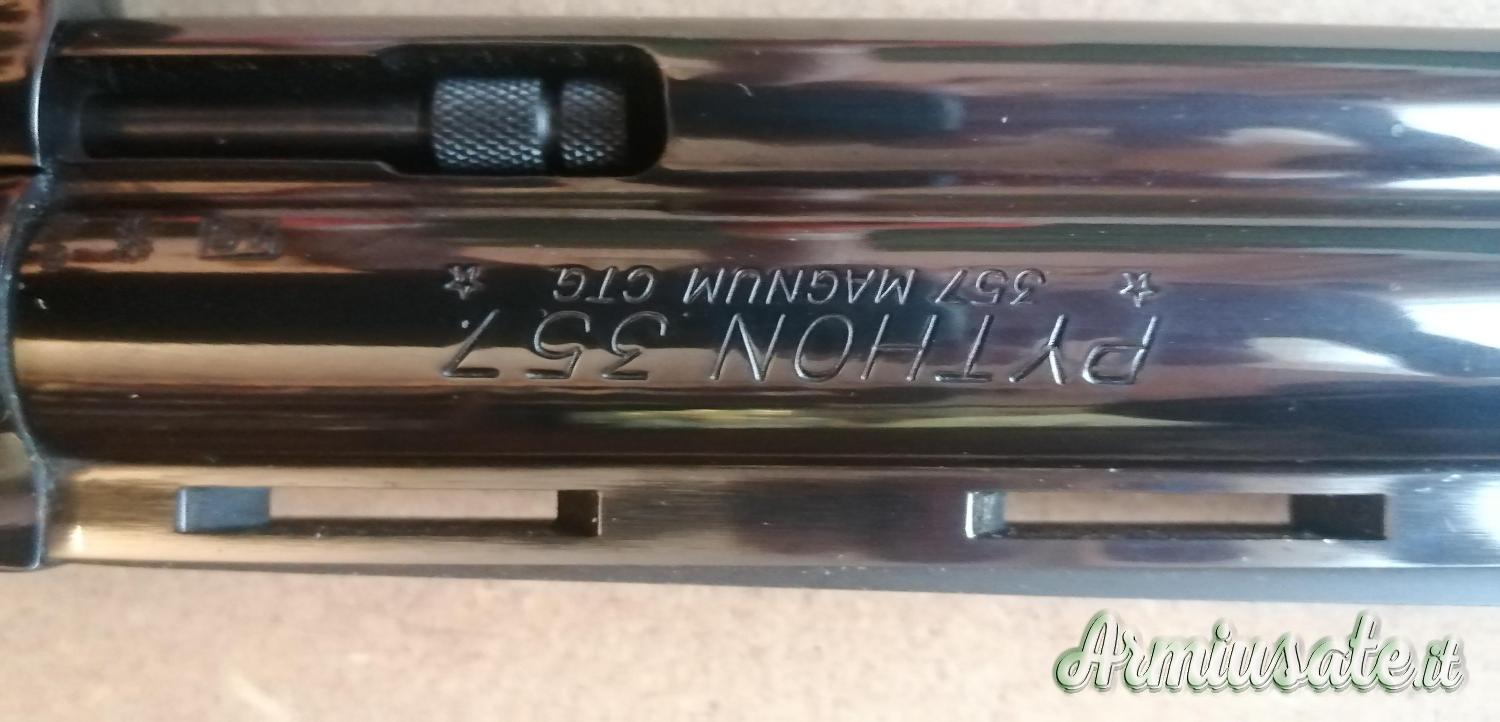 PYTHON 357
★ 357 MAGNUM CTG. ★
Armiusate.it